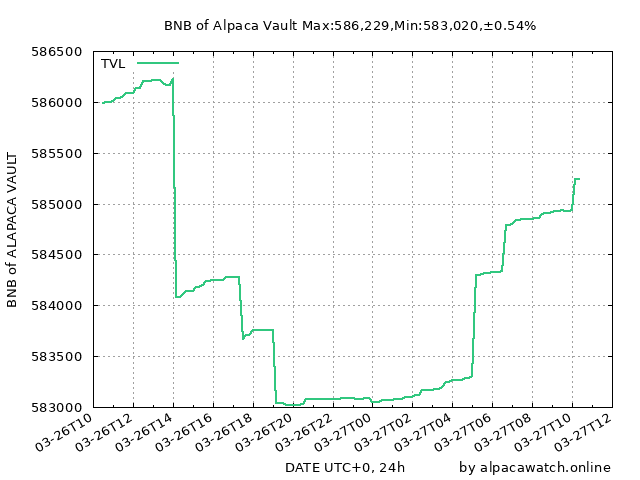 BNB of Alpaca Vault Max:586,229,Min:583,020,±0.54%
TVL
586500
586000
585500
585000
584500
584000
583500
583000
BNB of ALAPACA VAULT
03-26T10
03-26T12
03-26T14
03-26T16
03-26T18
03-26T20
03-26T22
03-27T00
03-27T02
03-27T04
03-27T06
03-27T08
03-27T10
03-27T12
DATE UTC+0, 24h
by alpacawatch.online